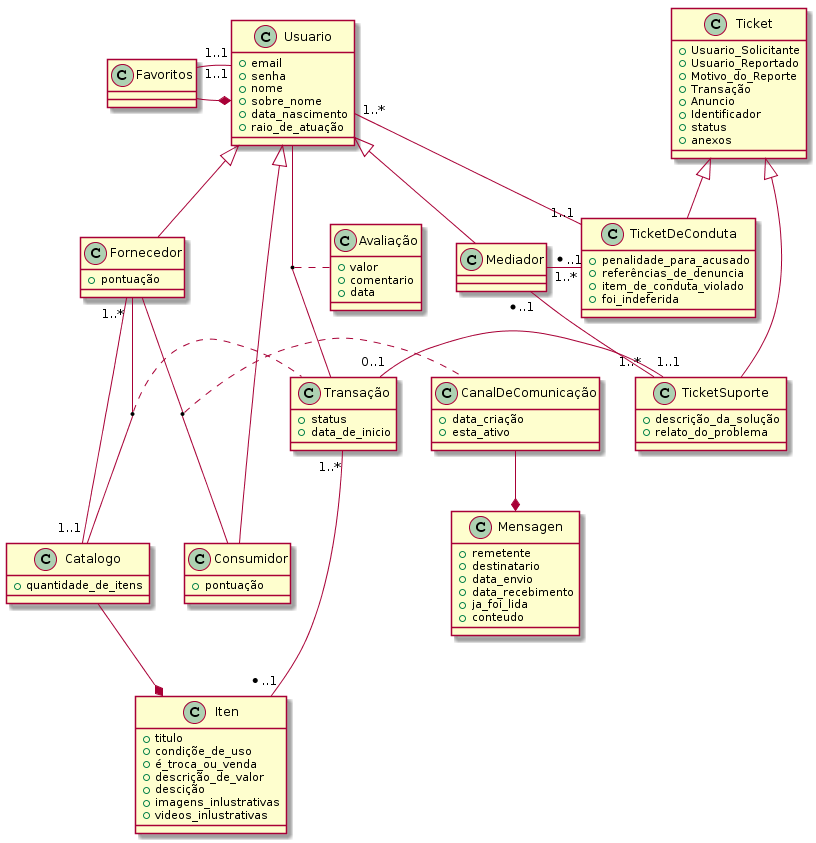 C Usuario
email
senha
nome
sobre_nome
data_nascimento
raio_de_atuação
C Ticket
Usuario_Solicitante
Usuario_Reportado
Motivo_do_Reporte
Transação
Anuncio
Identificador
status
anexos
C Favoritos
1..1
1..1
1..*
1..1
C Fornecedor
pontuação
C Avaliação
valor
comentario
data
C Mediador
C TicketDeConduta
penalidade_para_acusado
referências_de_denuncia
item_de_conduta_violado
foi_indeferida
• ..1
1..*
• ..1
1..*
0..1
1..*
1..1
C Transação
status
data_de_inicio
C CanalDeComunicação
data_criação
esta_ativo
C TicketSuporte
descrição_da_solução
relato_do_problema
1..*
1..1
C Catalogo
quantidade_de_itens
C Consumidor
pontuação
C Mensagen
remetente
destinatario
data_envio
data_recebimento
ja_foi_lida
conteudo
• ..1
C Iten
titulo
condiçõe_de_uso
é_troca_ou_venda
descrição_de_valor
descição
imagens_inlustrativas
videos_inlustrativas